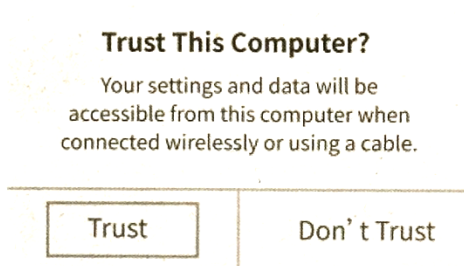 Trust This Computer?
Your settings and data will be
accessible from this computer when
connected wirelessly or using a cable.
Trust
Don’t Trust